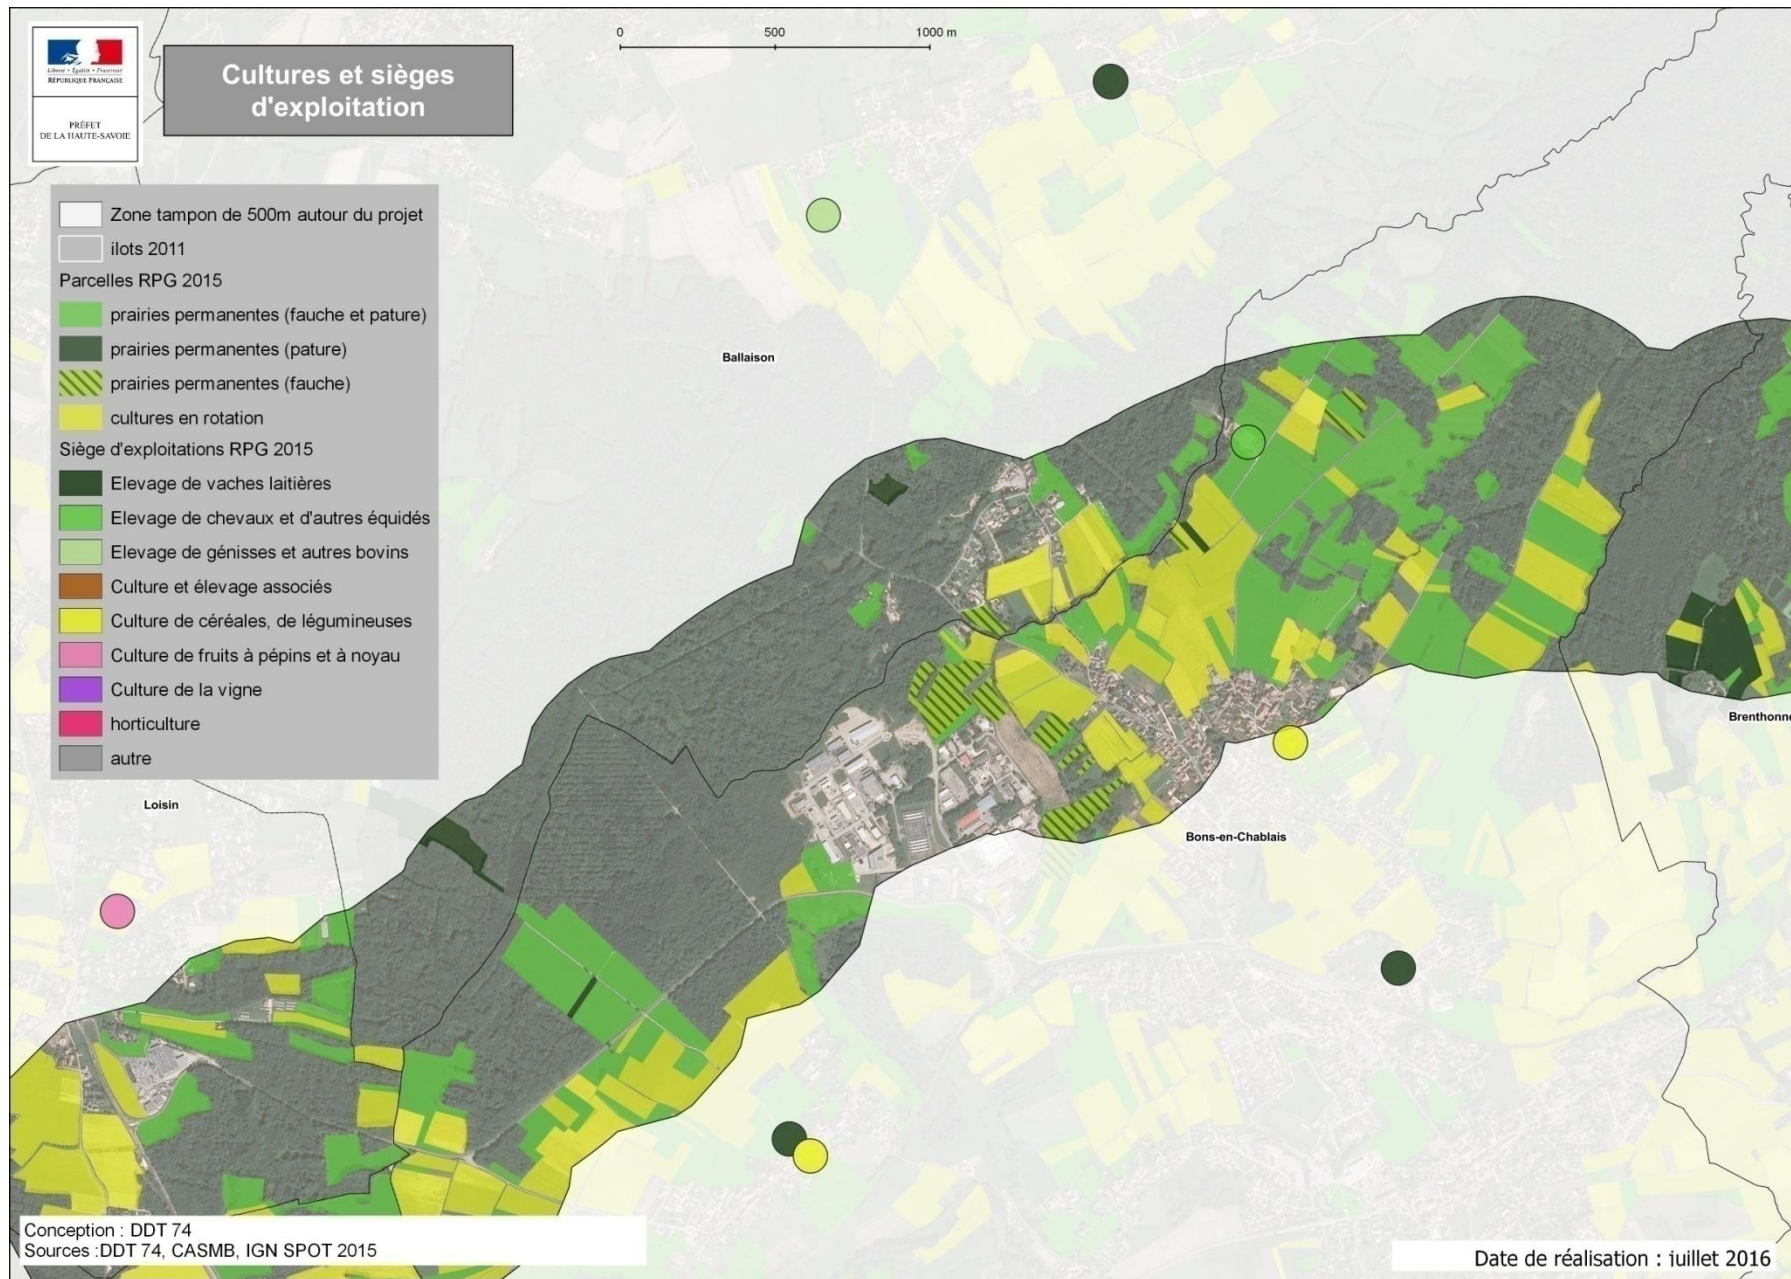 Liberté • Égalité • Fraternité
RÉPUBLIQUE FRANÇAISE
PRÉFET
DE LA HAUTE-SAVOIE
Cultures et sièges
d'exploitation
0 500 1000 m
Zone tampon de 500m autour du projet
ilots 2011
Parcelles RPG 2015
prairies permanentes (fauche et pature)
prairies permanentes (pature)
prairies permanentes (fauche)
cultures en rotation
Siège d'exploitations RPG 2015
Elevage de vaches laitières
Elevage de chevaux et d'autres équidés
Elevage de génisses et autres bovins
Culture et élevage associés
Culture de céréales, de légumineuses
Culture de fruits à pépins et à noyau
Culture de la vigne
horticulture
autre
Ballaison
Brenthonne
Loisin
Bons-en-Chablais
Conception : DDT 74
Sources :DDT 74, CASMB, IGN SPOT 2015
Date de réalisation : juillet 2016